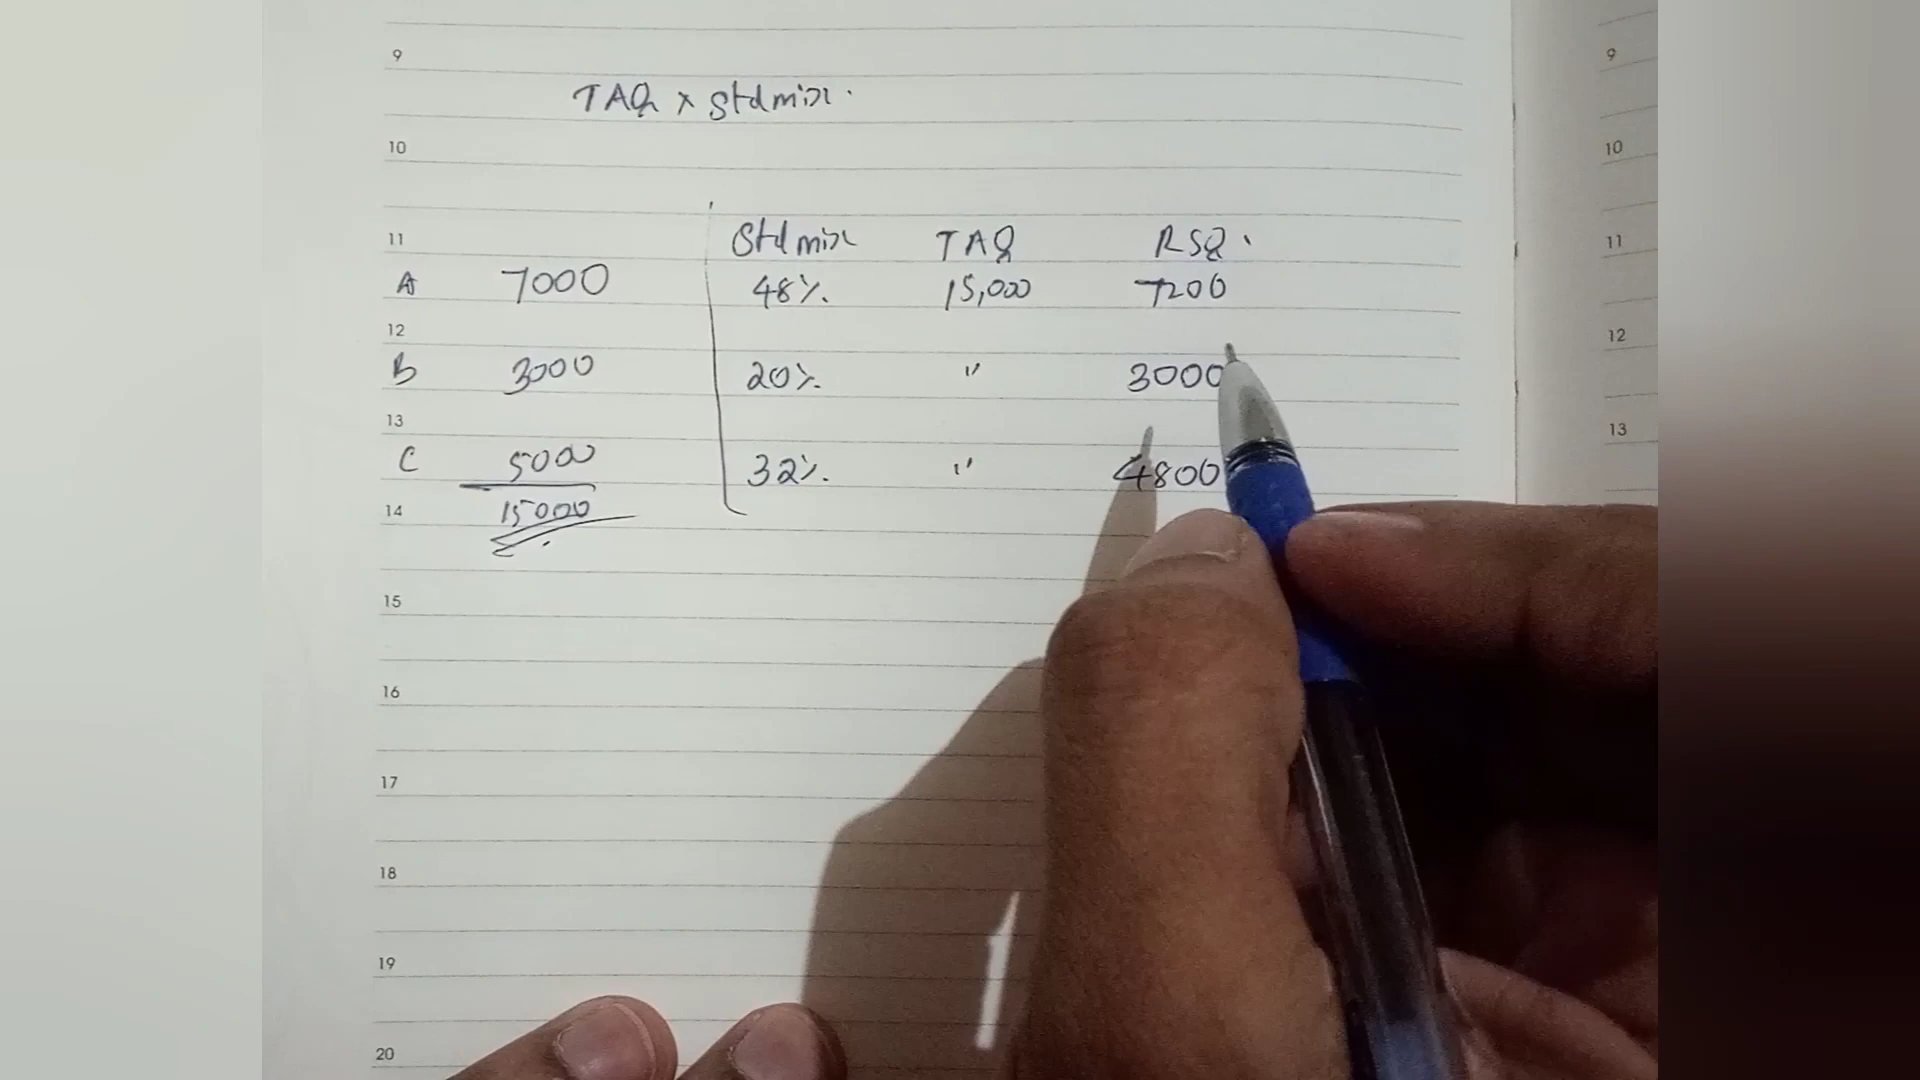 9 9
TAQ x Std mix.
10 10
Std mix TAQ RSQ.
11 11
A 7000 48% 15,000 7200
12 12
B 3000 20% " 3000
13 13
C 5000 32% " 4800
14 15000
15
16
17
18
19
20